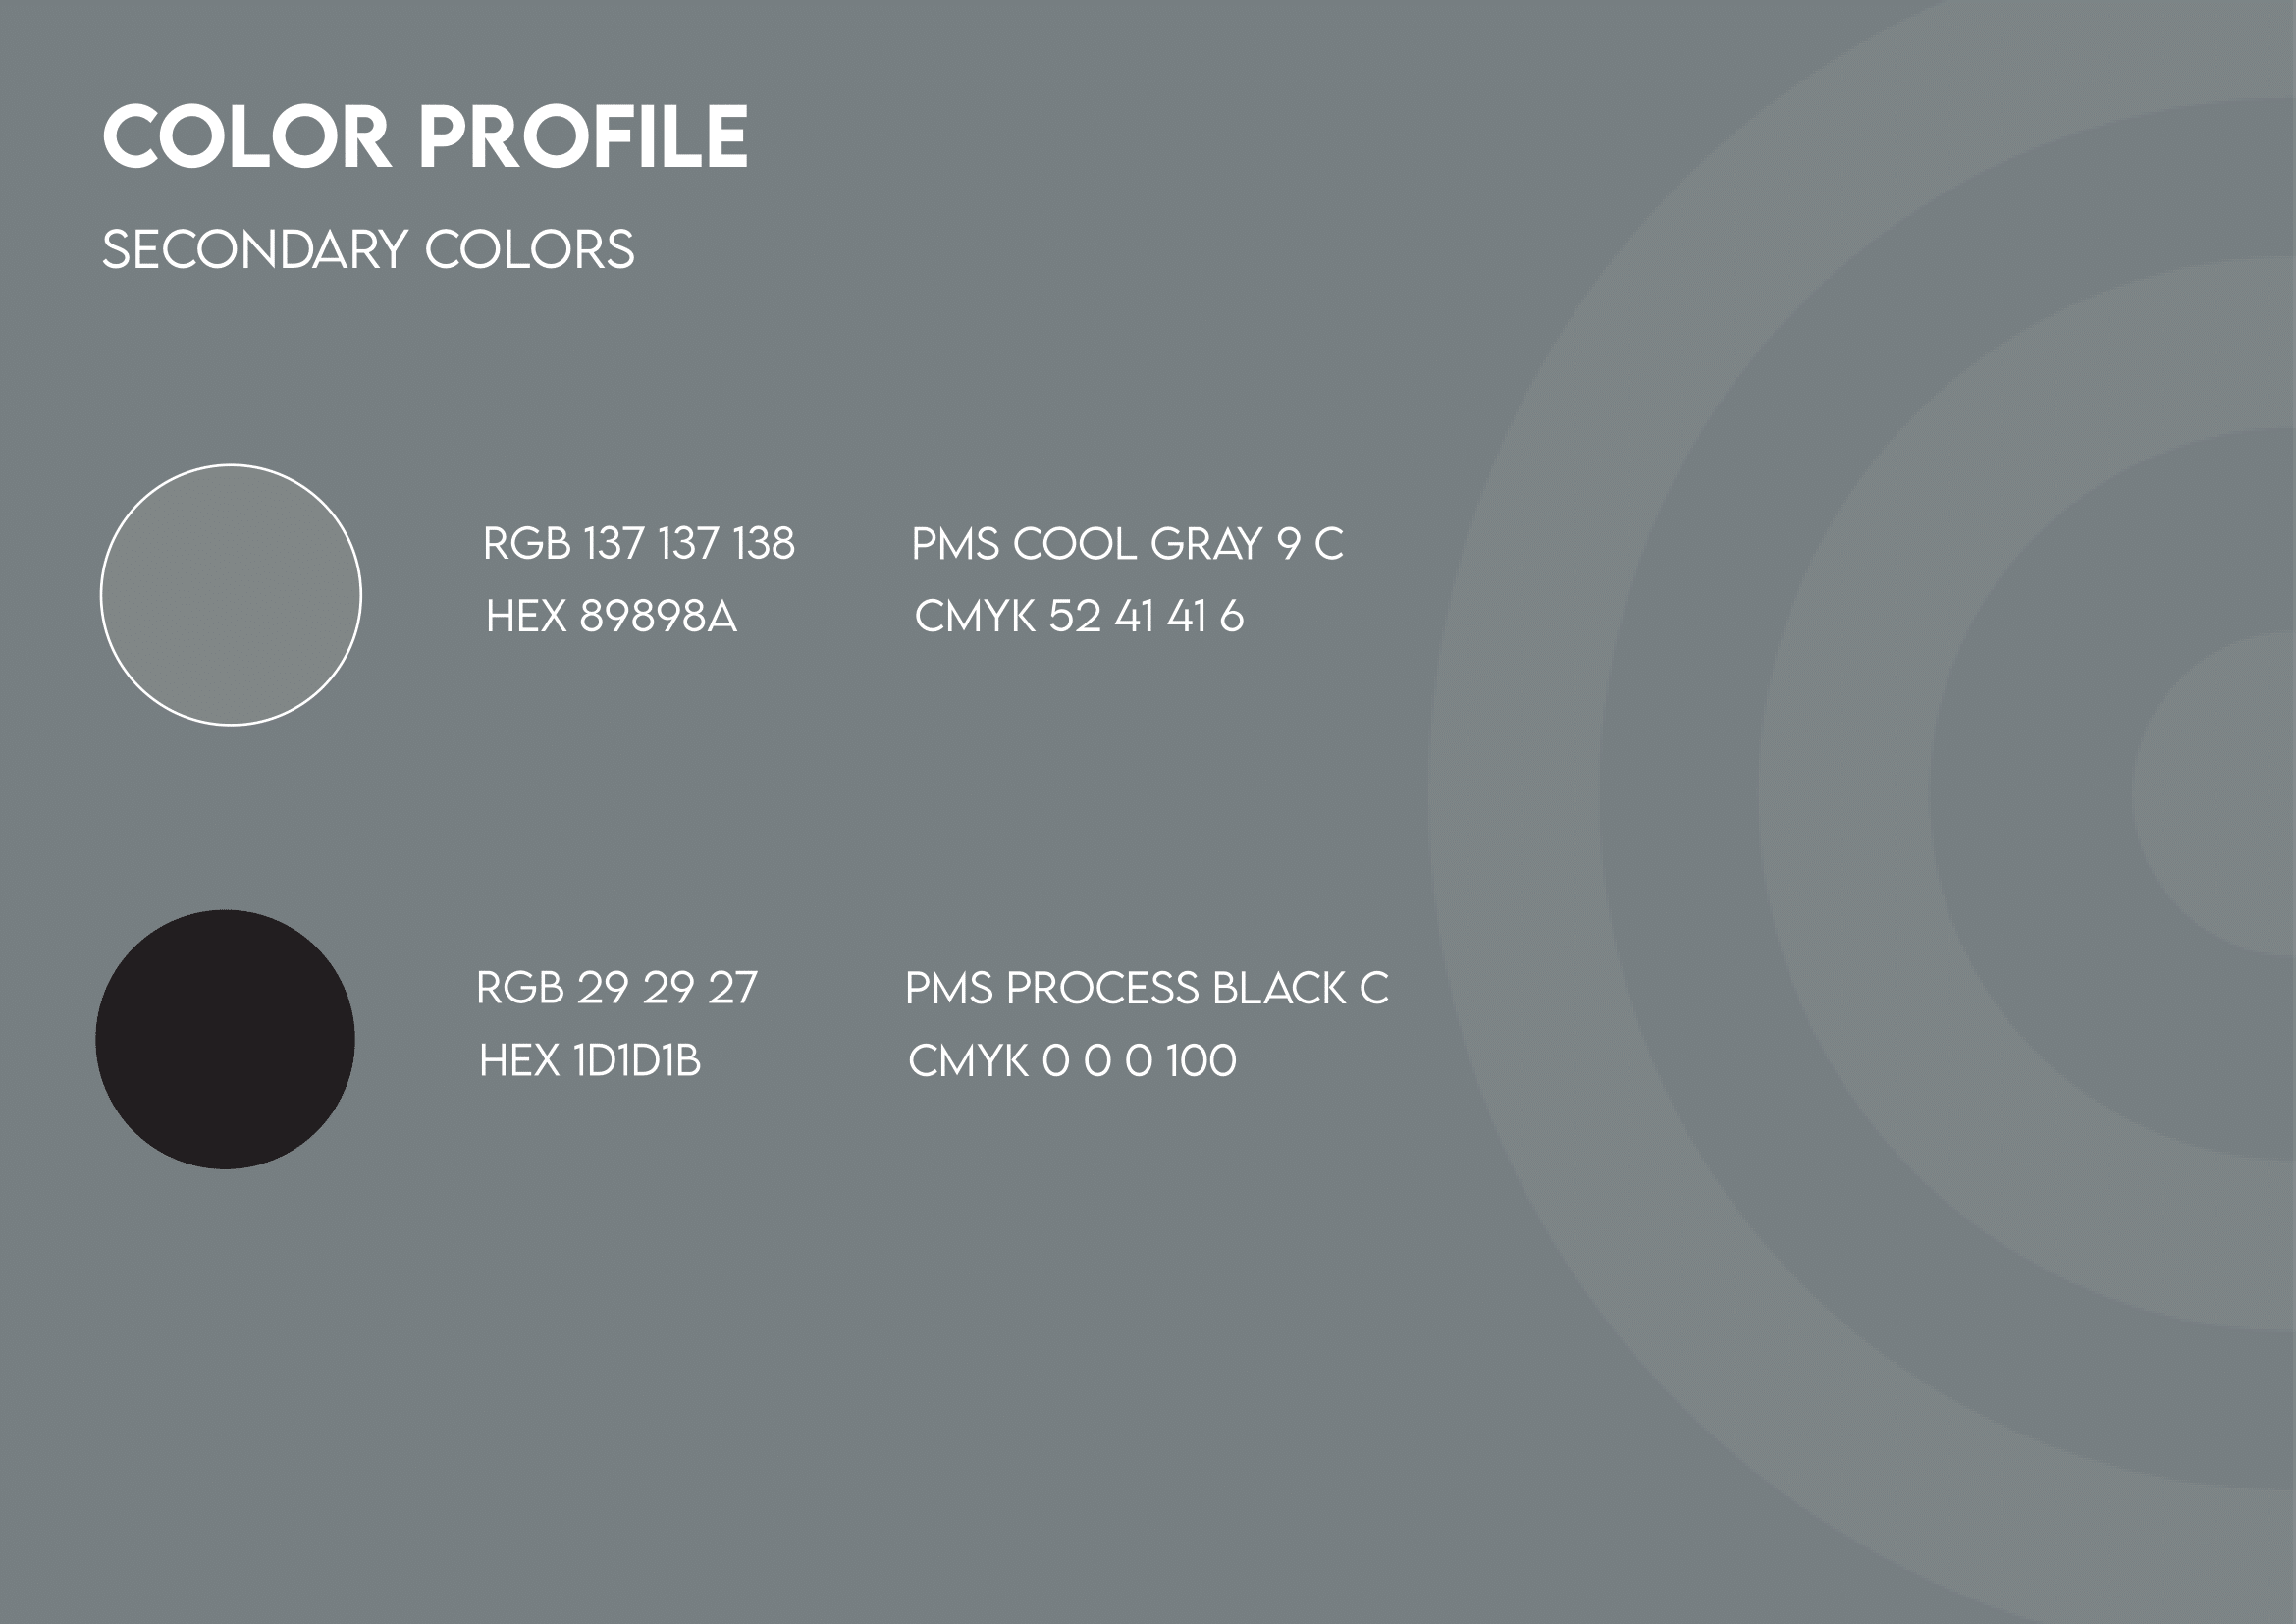 COLOR PROFILE
SECONDARY COLORS
RGB 137 137 138
HEX 89898A
PMS COOL GRAY 9 C
CMYK 52 41 41 6
RGB 29 29 27
HEX 1D1D1B
PMS PROCESS BLACK C
CMYK 0 0 0 100